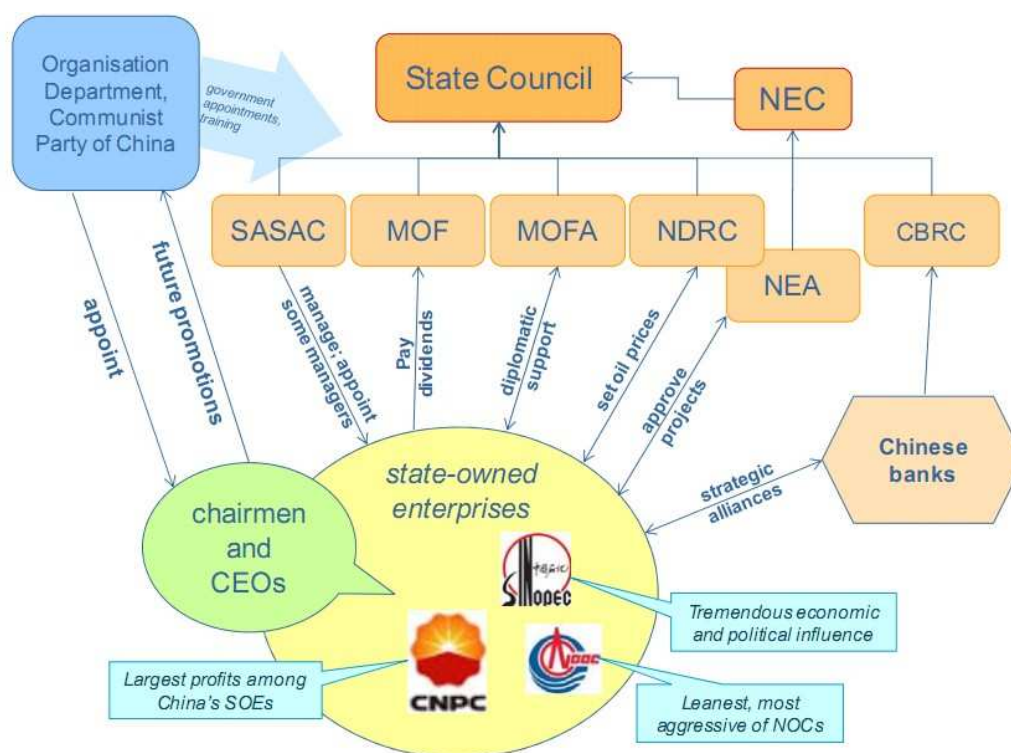 Organisation
Department,
Communist
Party of China
government
appointments,
training
State Council
NEC
SASAC
MOF
MOFA
NDRC
NEA
CBRC
appoint
future promotions
manage; appoint
some managers
Pay
dividends
diplomatic
support
set oil prices
approve
projects
strategic
alliances
Chinese
banks
state-owned
enterprises
chairmen
and
CEOs
SINOPEC
CNPC
CNOOC
Tremendous economic
and political influence
Largest profits among
China's SOEs
Leanest, most
aggressive of NOCs